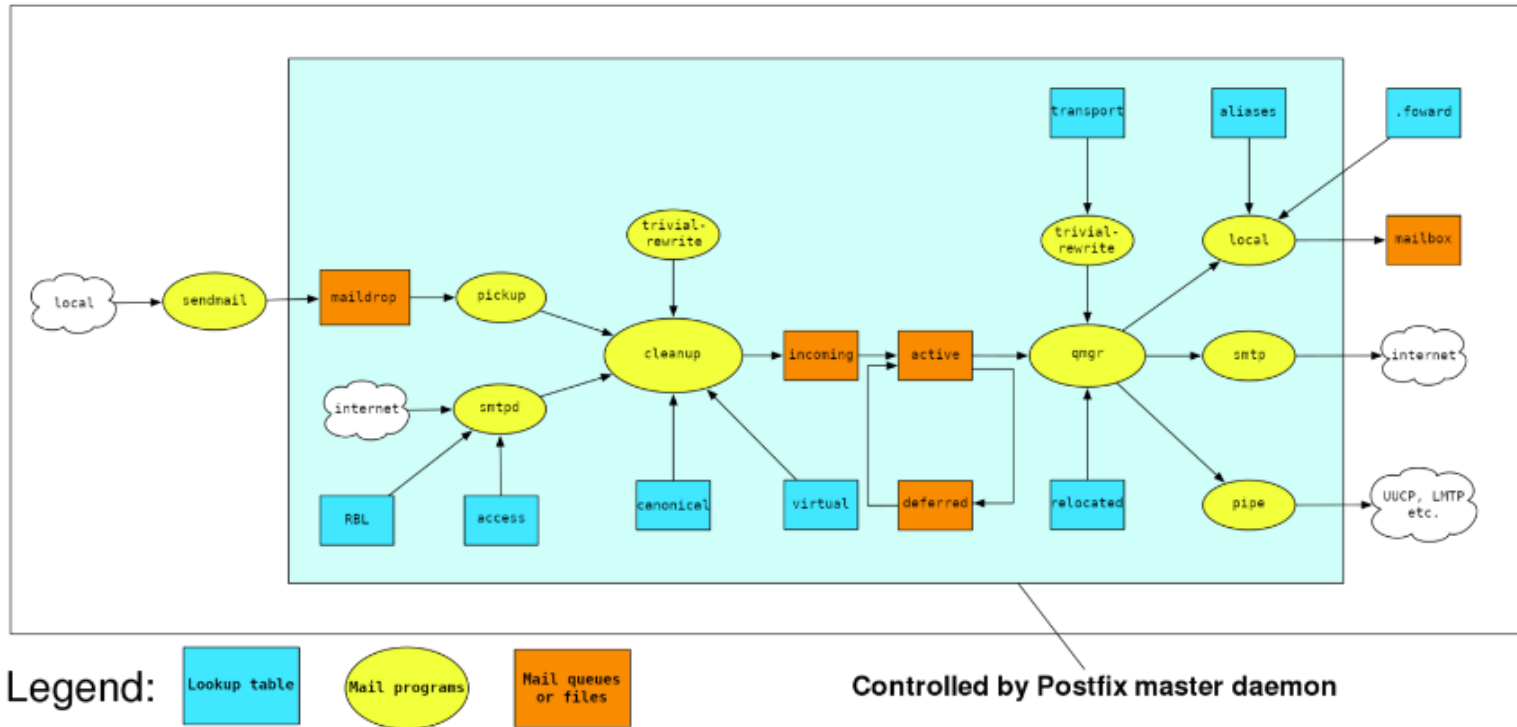 transport
aliases
.foward
trivial-
rewrite
trivial-
rewrite
local
mailbox
local
sendmail
maildrop
pickup
cleanup
incoming
active
qmgr
smtp
internet
internet
smtpd
RBL
access
canonical
virtual
deferred
relocated
pipe
UUCP, LMTP
etc.
Legend:
Lookup table
Mail programs
Mail queues
or files
Controlled by Postfix master daemon